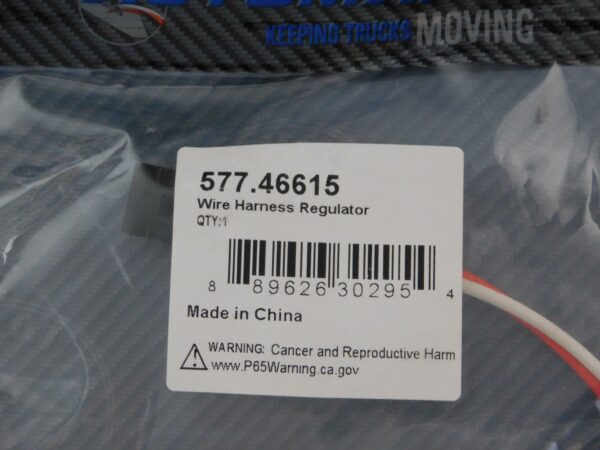 KEEPING TRUCKS MOVING
577.46615
Wire Harness Regulator
QTY:1
8 89626 30295 4
Made in China
WARNING: Cancer and Reproductive Harm
www.P65Warning.ca.gov